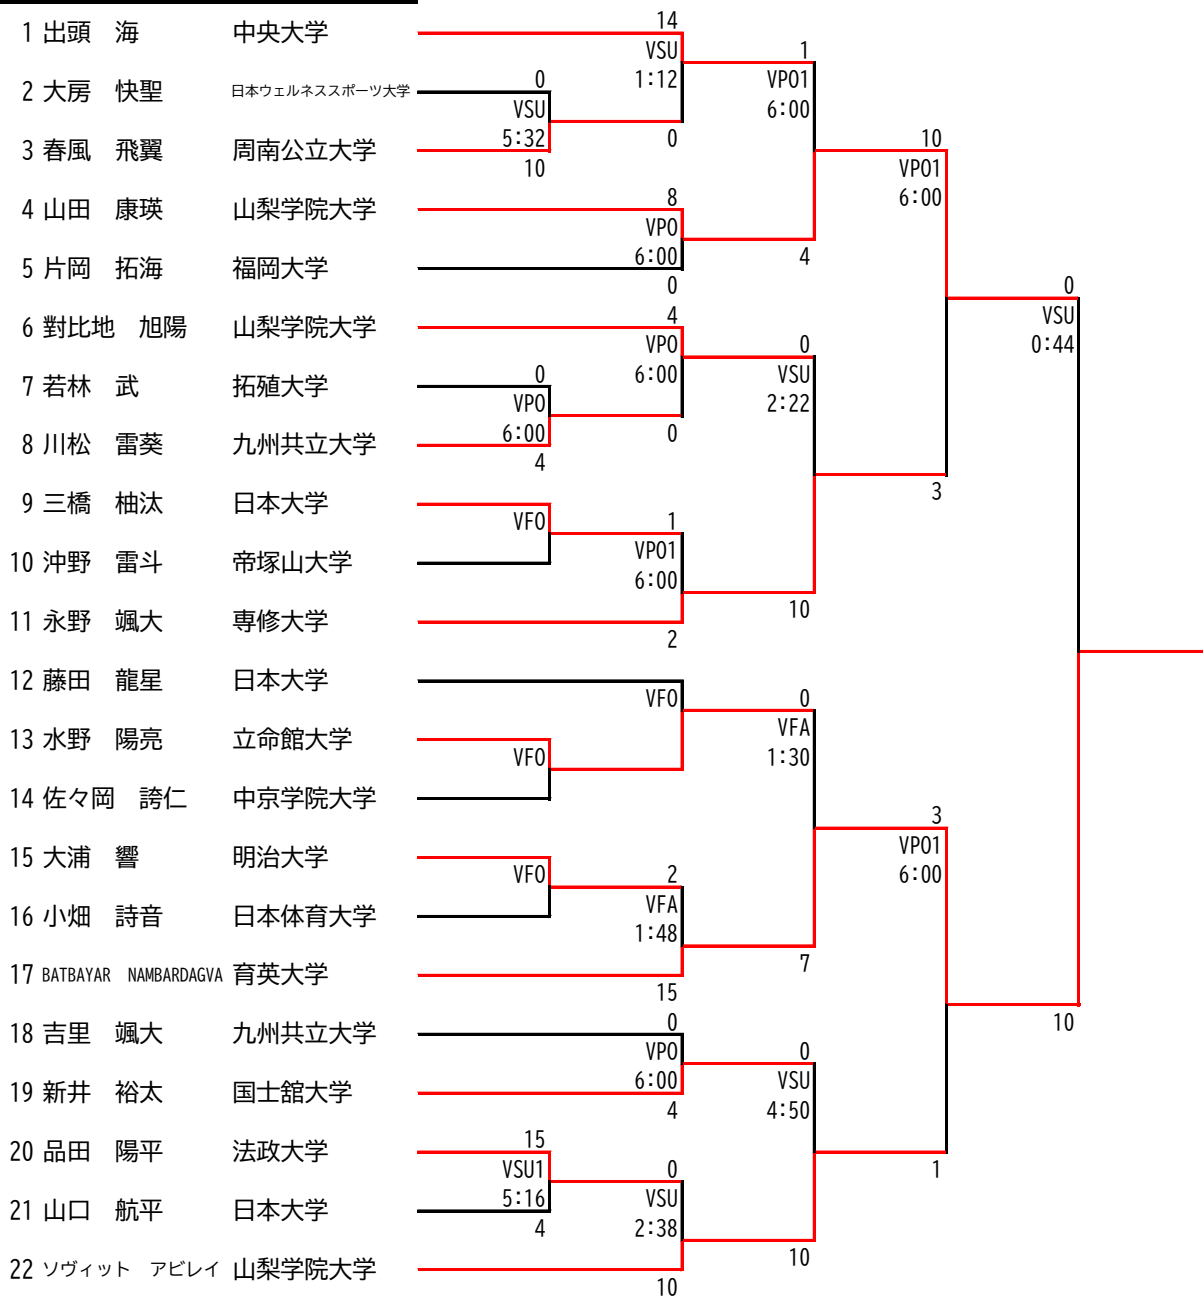 14
1 出頭　海 中央大学
VSU 1
0 1:12 VPO1
2 大房　快聖 日本ウェルネススポーツ大学
VSU 6:00
5:32 0 10
3 春風　飛翼 周南公立大学
10 VPO1
8 6:00
4 山田　康瑛 山梨学院大学
VPO
6:00 4
5 片岡　拓海 福岡大学
0 0
4 VSU
6 對比地　旭陽 山梨学院大学
VPO 0 0:44
0 6:00 VSU
7 若林　武 拓殖大学
VPO 2:22
6:00 0
8 川松　雷葵 九州共立大学
4
3
9 三橋　柚汰 日本大学
VFO 1
VPO1
10 沖野　雷斗 帝塚山大学
6:00
10
11 永野　颯大 専修大学
2
12 藤田　龍星 日本大学
VFO 0
VFA
13 水野　陽亮 立命館大学
VFO 1:30
14 佐々岡　誇仁 中京学院大学
3
VPO1
15 大浦　響 明治大学
VFO 2 6:00
VFA
16 小畑　詩音 日本体育大学
1:48
7
17 BATBAYAR　NAMBARDAGVA 育英大学
15
0 10
18 吉里　颯大 九州共立大学
VPO 0
6:00 VSU
19 新井　裕太 国士舘大学
4 4:50
15
20 品田　陽平 法政大学
VSU1 0 1
5:16 VSU
21 山口　航平 日本大学
4 2:38
10
22 ソヴィット　アビレイ 山梨学院大学
10